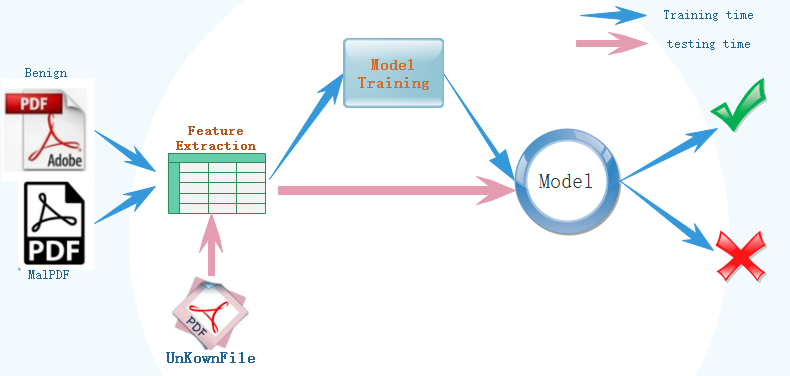 Training time
testing time
Benign
PDF
Adobe
PDF
MalPDF
Feature
Extraction
Model
Training
Model
PDF
UnKownFile